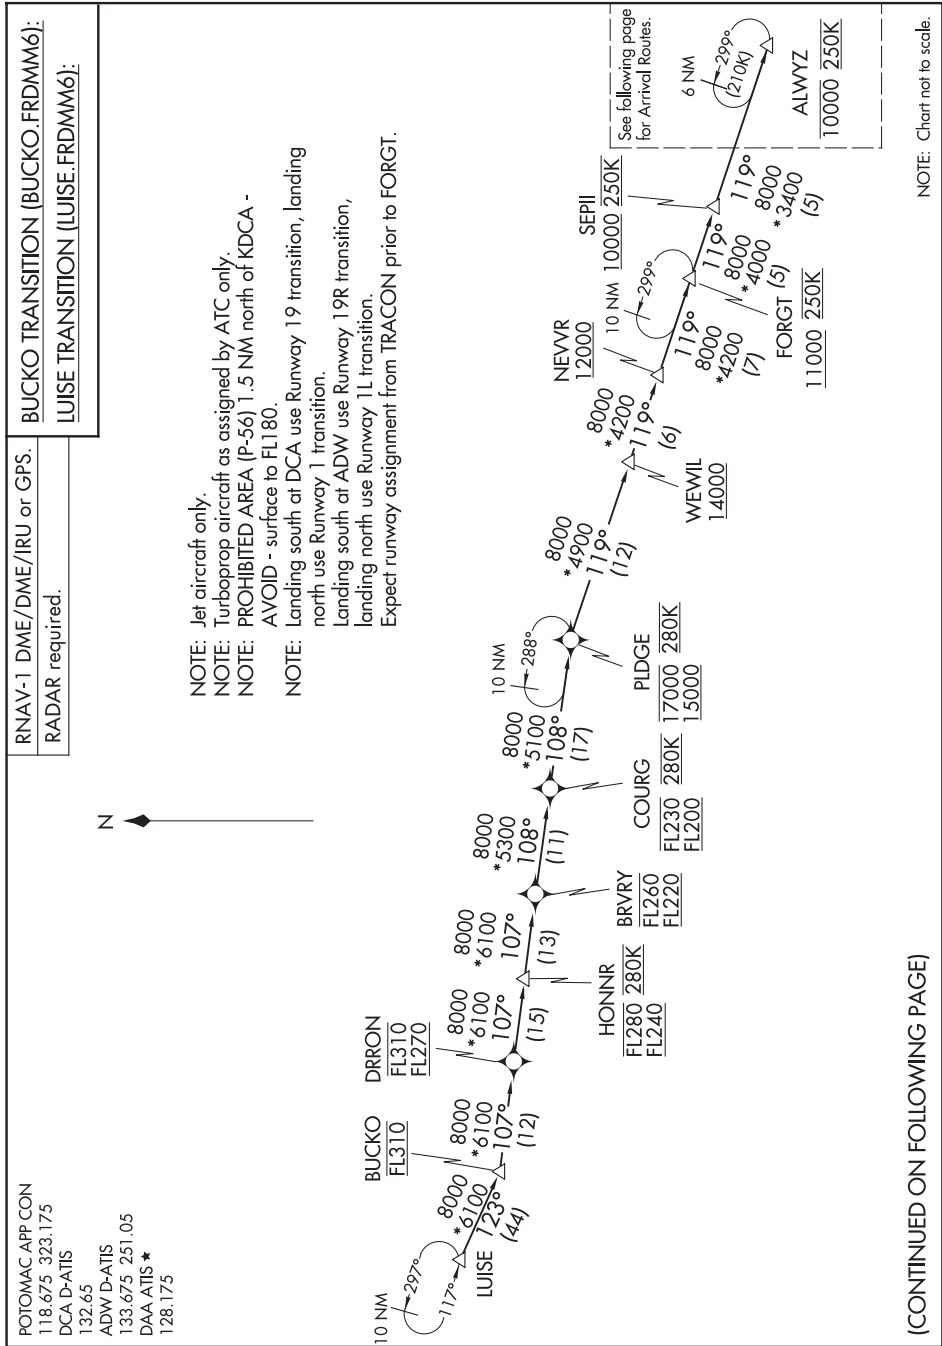 BUCKO TRANSITION (BUCKO.FRDMM6):
LUISE TRANSITION (LUISE.FRDMM6):
RNAV-1 DME/DME/IRU or GPS.
RADAR required.
POTOMAC APP CON
118.675 323.175
DCA D-ATIS
132.65
ADW D-ATIS
133.675 251.05
DAA ATIS ★
128.175
N
NOTE: Jet aircraft only.
NOTE: Turboprop aircraft as assigned by ATC only.
NOTE: PROHIBITED AREA (P-56) 1.5 NM north of KDCA -
AVOID - surface to FL180.
NOTE: Landing south at DCA use Runway 19 transition, landing
north use Runway 1 transition.
Landing south at ADW use Runway 19R transition,
landing north use Runway 1L transition.
Expect runway assignment from TRACON prior to FORGT.
10 NM
297°
117°
LUISE
8000
*6100
123°
(44)
BUCKO
FL310
8000
*6100
107°
(12)
DRRON
FL310
FL270
8000
*6100
107°
(15)
HONNR
FL280 280K
FL240
8000
*6100
107°
(13)
BRVRY
FL260
FL220
8000
*5300
108°
(11)
COURG
FL230 280K
FL200
8000
*5100
108°
(17)
10 NM
288°
PLDGE
17000 280K
15000
8000
*4900
119°
(12)
WEWIL
14000
8000
*4200
119°
(6)
NEVVR
12000
119°
8000
*4200
(7)
10 NM
299°
FORGT
11000 250K
119°
8000
*4000
(5)
SEPII
10000 250K
119°
8000
*3400
(5)
See following page
for Arrival Routes.
6 NM
299°
(210K)
ALWYZ
10000 250K
NOTE: Chart not to scale.
(CONTINUED ON FOLLOWING PAGE)